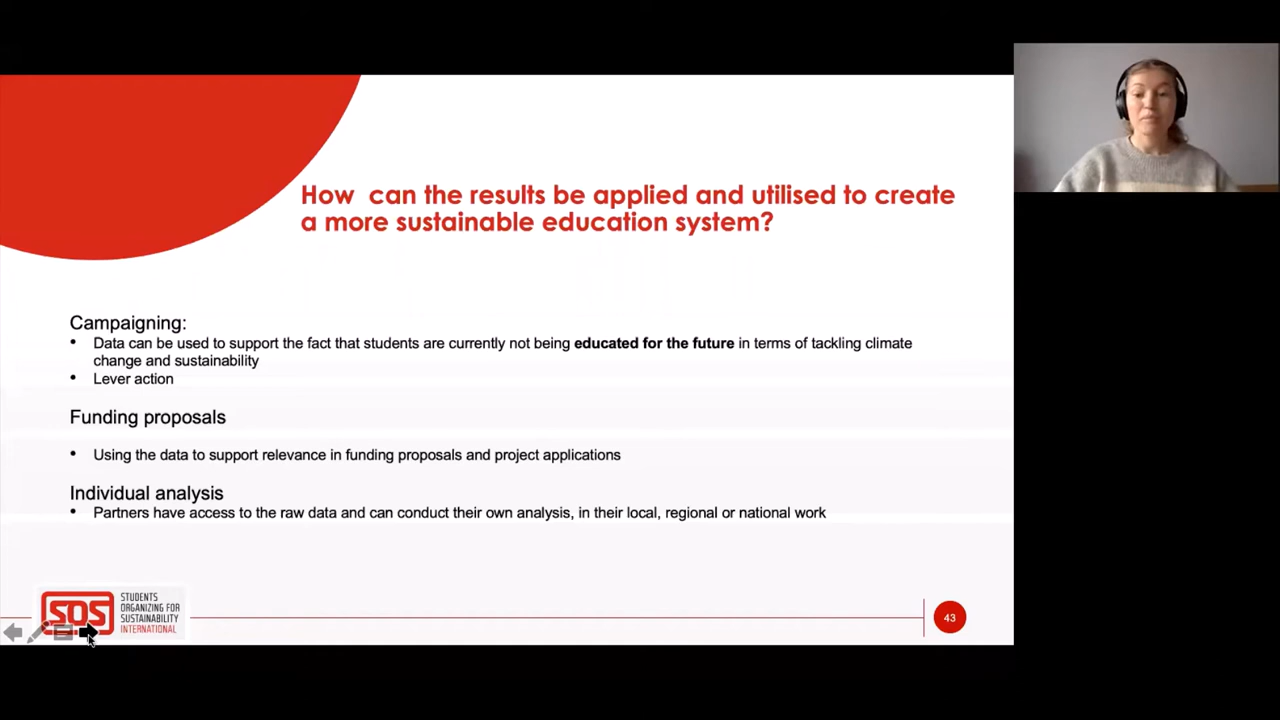 How  can the results be applied and utilised to create
a more sustainable education system?
Campaigning:
• Data can be used to support the fact that students are currently not being educated for the future in terms of tackling climate
change and sustainability
• Lever action
Funding proposals
• Using the data to support relevance in funding proposals and project applications
Individual analysis
• Partners have access to the raw data and can conduct their own analysis, in their local, regional or national work
SOS
STUDENTS
ORGANIZING FOR
SUSTAINABILITY
INTERNATIONAL
43